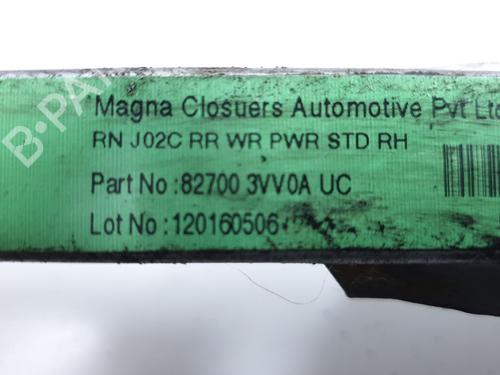 Magna Closuers Automotive Pvt Ltd
RN J02C RR WR PWR STD RH
Part No :82700 3VV0A UC
Lot No :120160506